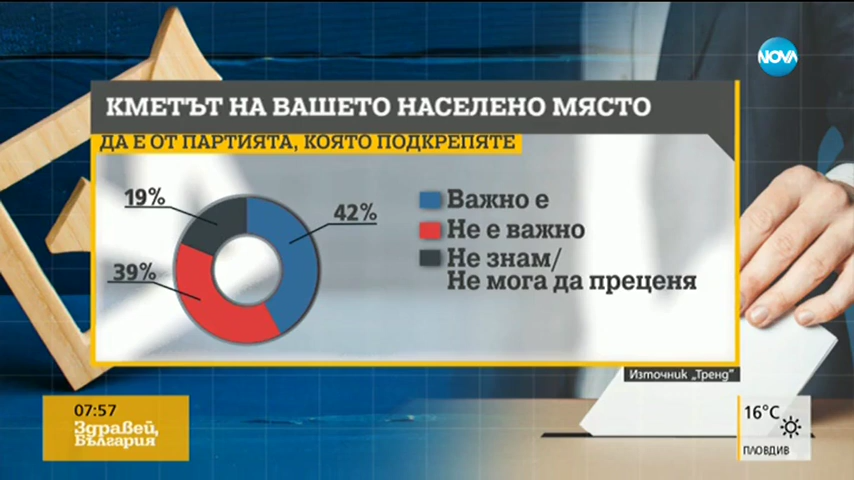 NOVA
КМЕТЪТ НА ВАШЕТО НАСЕЛЕНО МЯСТО
ДА Е ОТ ПАРТИЯТА, КОЯТО ПОДКРЕПЯТЕ
19%
42%
39%
Важно е
Не е важно
Не знам/
Не мога да преценя
Източник „Тренд”
07:57
Здравей,
България
16°C
ПЛОВДИВ